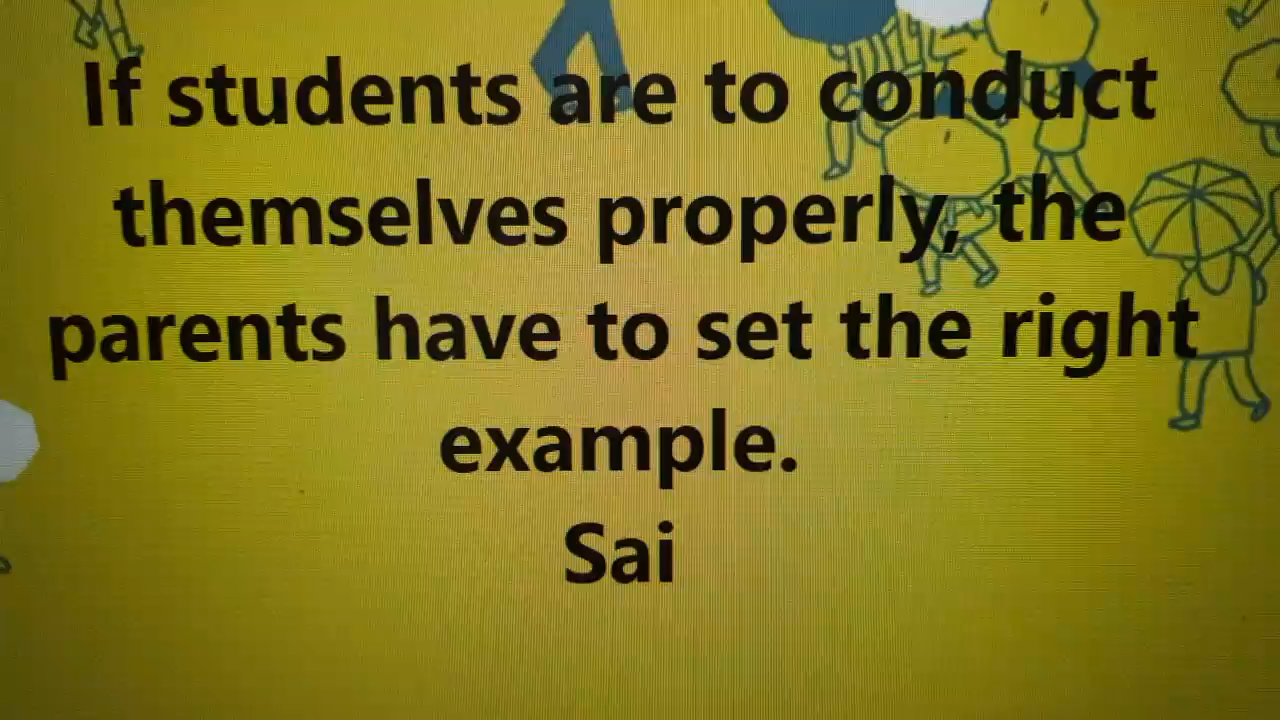 If students are to conduct
themselves properly, the
parents have to set the right
example.
Sai